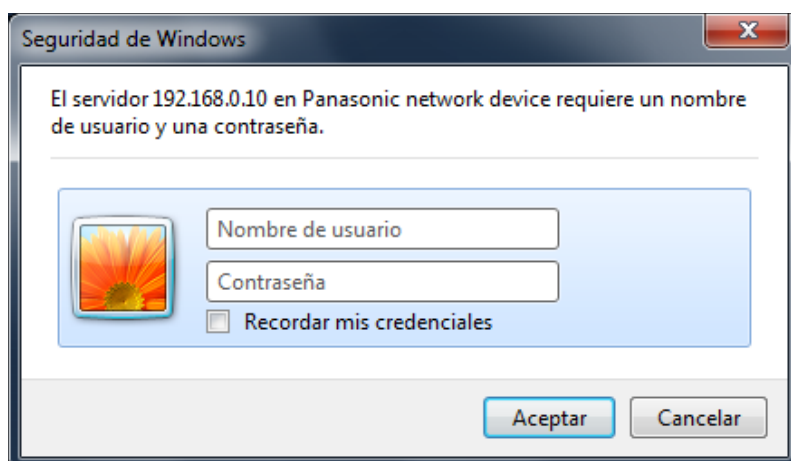 Seguridad de Windows
El servidor 192.168.0.10 en Panasonic network device requiere un nombre
de usuario y una contraseña.
Nombre de usuario
Contraseña
Recordar mis credenciales
Aceptar
Cancelar